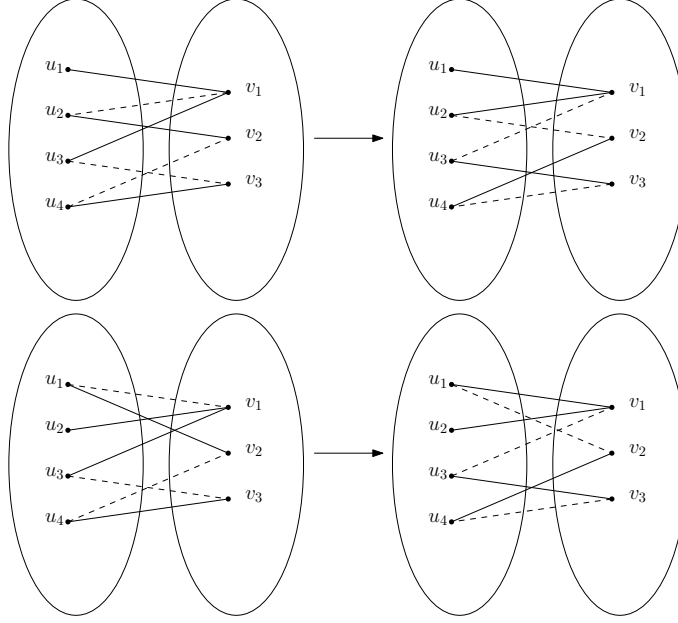 u₁ v₁ u₁ v₁
u₂ v₂ u₂ v₂
u₃ v₃ u₃ v₃
u₄ u₄
u₁ v₁ u₁ v₁
u₂ v₂ u₂ v₂
u₃ v₃ u₃ v₃
u₄ u₄